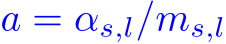 a = α_{s,l}/m_{s,l}